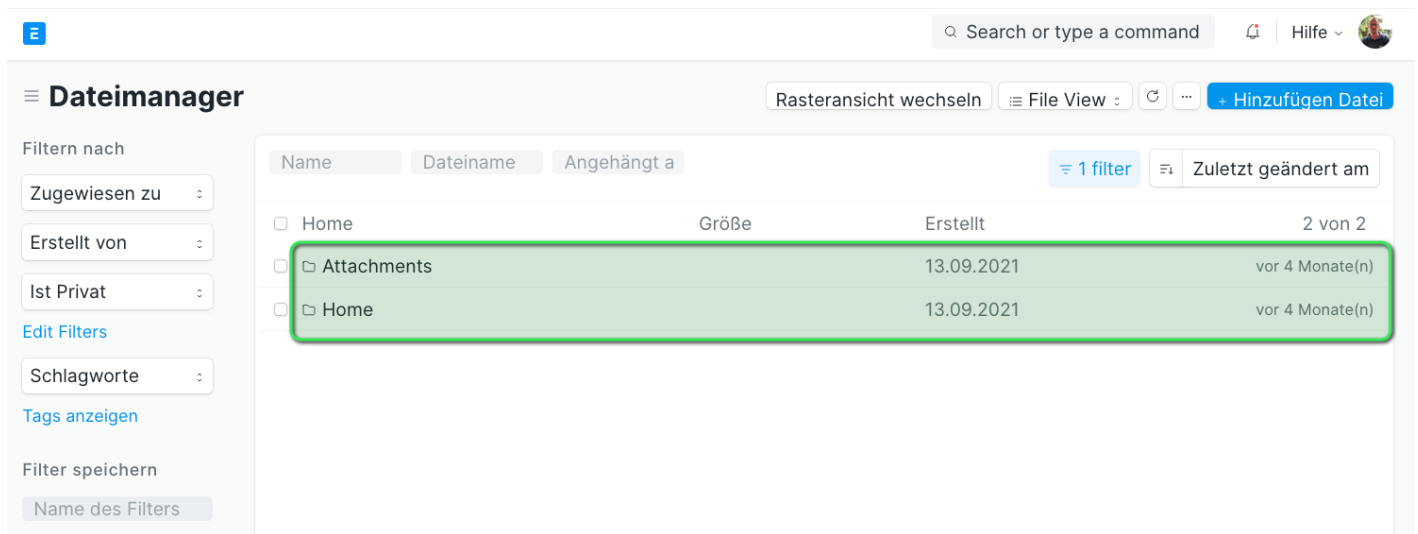 E
Search or type a command
Hilfe
Dateimanager
Rasteransicht wechseln
File View
...
+ Hinzufügen Datei
Filtern nach
Zugewiesen zu
Erstellt von
Ist Privat
Edit Filters
Schlagworte
Tags anzeigen
Filter speichern
Name des Filters
Name Dateiname Angehängt a
1 filter
Zuletzt geändert am
Home Größe Erstellt 2 von 2
Attachments 13.09.2021 vor 4 Monate(n)
Home 13.09.2021 vor 4 Monate(n)